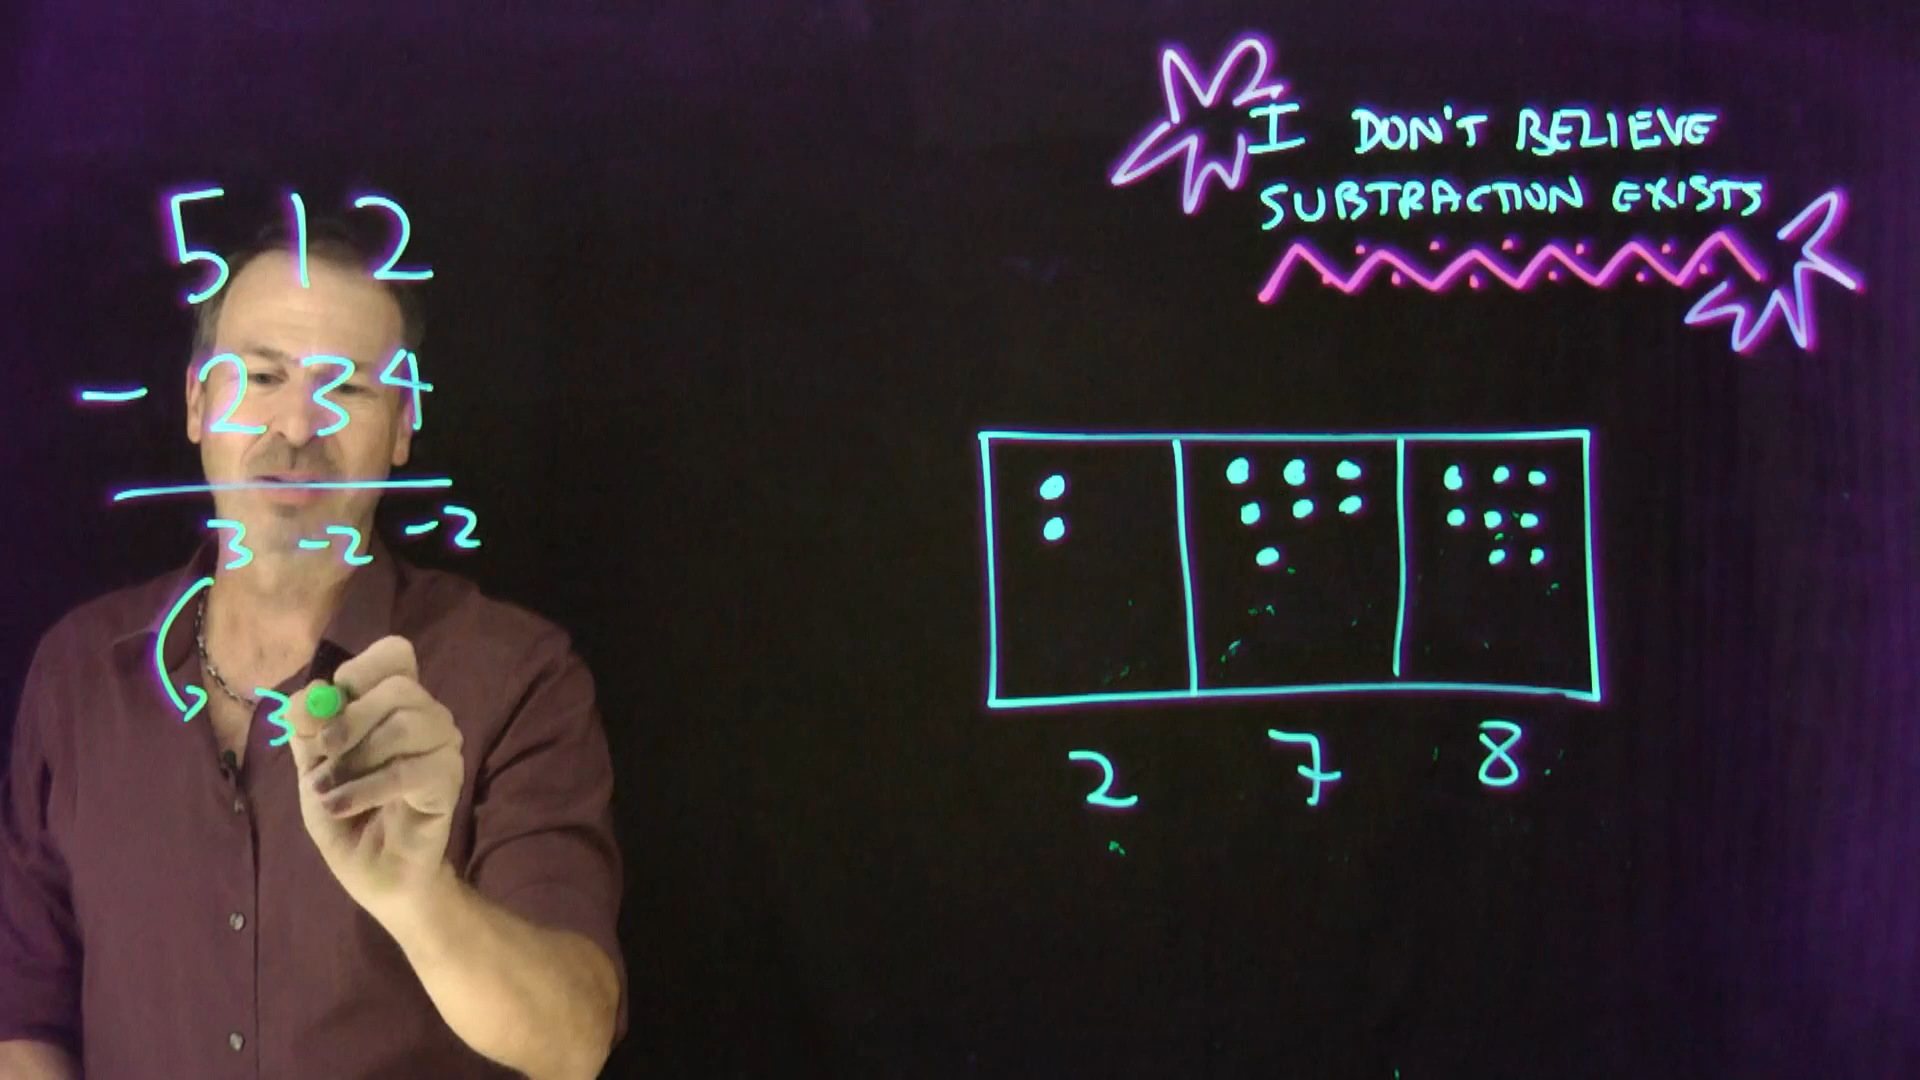 I DON'T BELIEVE
SUBTRACTION EXISTS
512
- 234
3 -2 -2
3
2 7 8